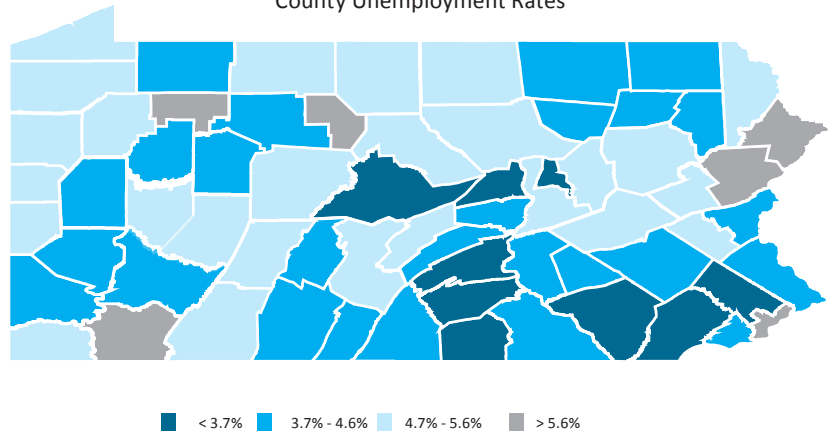 County Unemployment Rates
< 3.7% 3.7% - 4.6% 4.7% - 5.6% > 5.6%